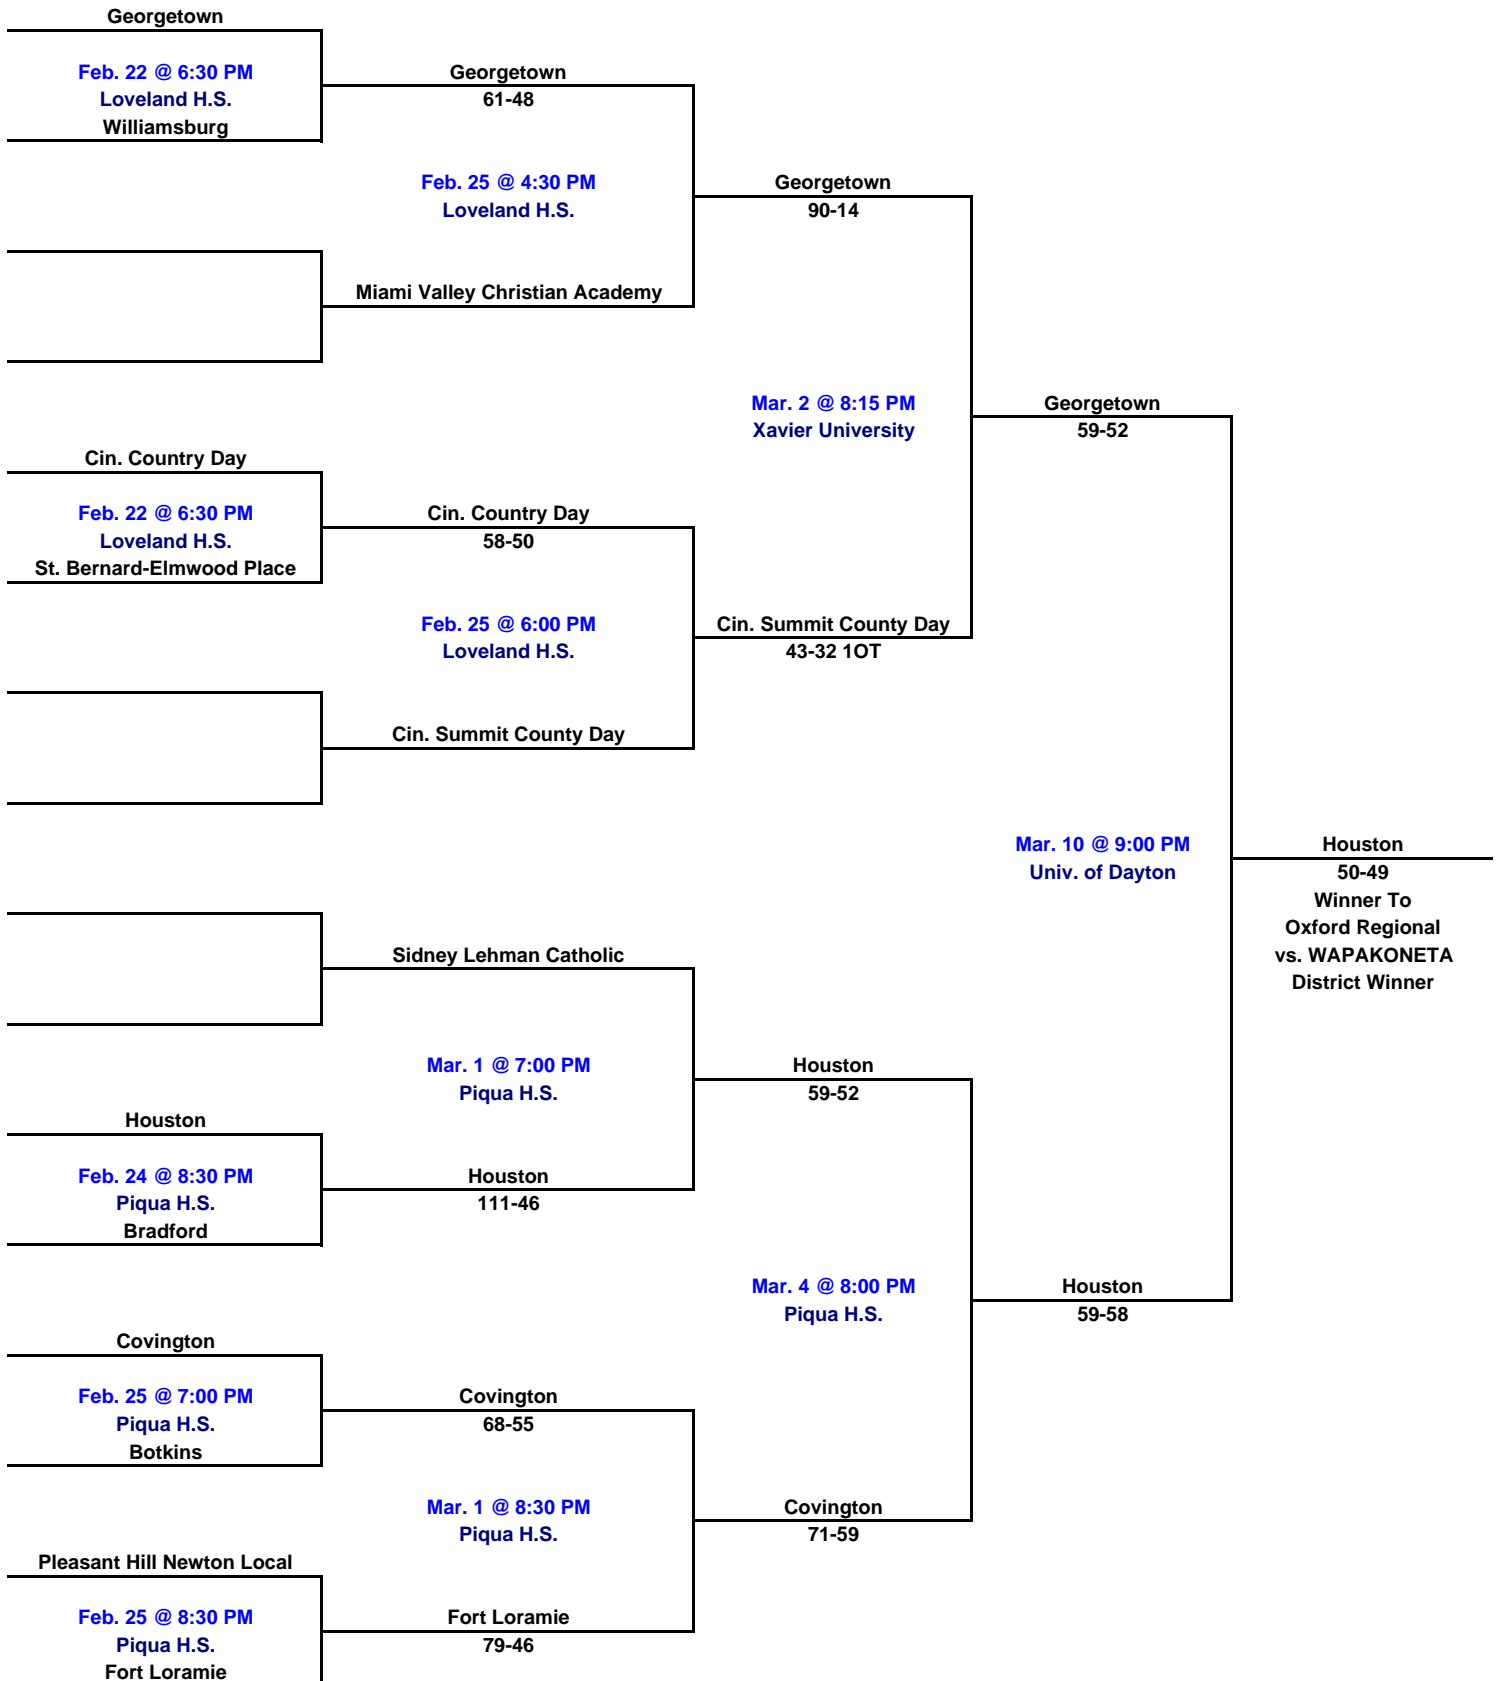 Georgetown
Feb. 22 @ 6:30 PM
Loveland H.S.
Williamsburg
Georgetown
61-48
Feb. 25 @ 4:30 PM
Loveland H.S.
Georgetown
90-14
Miami Valley Christian Academy
Mar. 2 @ 8:15 PM
Xavier University
Georgetown
59-52
Cin. Country Day
Feb. 22 @ 6:30 PM
Loveland H.S.
St. Bernard-Elmwood Place
Cin. Country Day
58-50
Feb. 25 @ 6:00 PM
Loveland H.S.
Cin. Summit County Day
43-32 1OT
Cin. Summit County Day
Mar. 10 @ 9:00 PM
Univ. of Dayton
Houston
50-49
Winner To
Oxford Regional
vs. WAPAKONETA
District Winner
Sidney Lehman Catholic
Mar. 1 @ 7:00 PM
Piqua H.S.
Houston
59-52
Houston
Feb. 24 @ 8:30 PM
Piqua H.S.
Bradford
Houston
111-46
Mar. 4 @ 8:00 PM
Piqua H.S.
Houston
59-58
Covington
Feb. 25 @ 7:00 PM
Piqua H.S.
Botkins
Covington
68-55
Mar. 1 @ 8:30 PM
Piqua H.S.
Covington
71-59
Pleasant Hill Newton Local
Feb. 25 @ 8:30 PM
Piqua H.S.
Fort Loramie
Fort Loramie
79-46